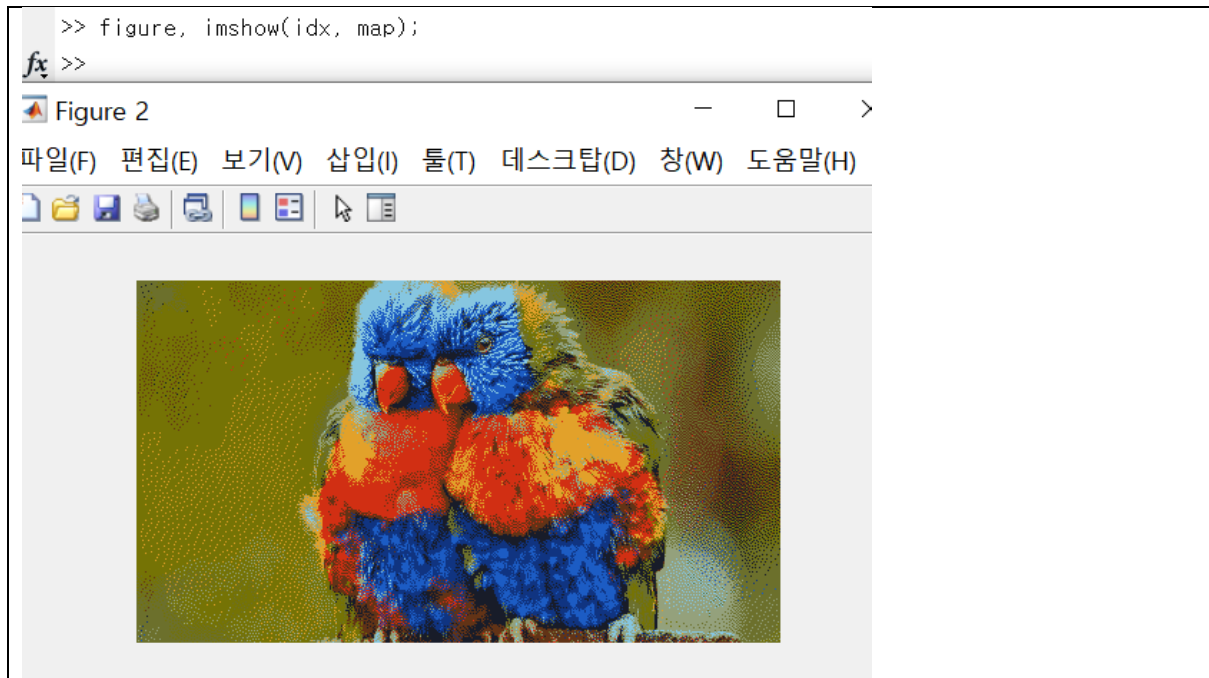 >> figure, imshow(idx, map);
fx >>
Figure 2
파일(F) 편집(E) 보기(V) 삽입(I) 툴(T) 데스크탑(D) 창(W) 도움말(H)